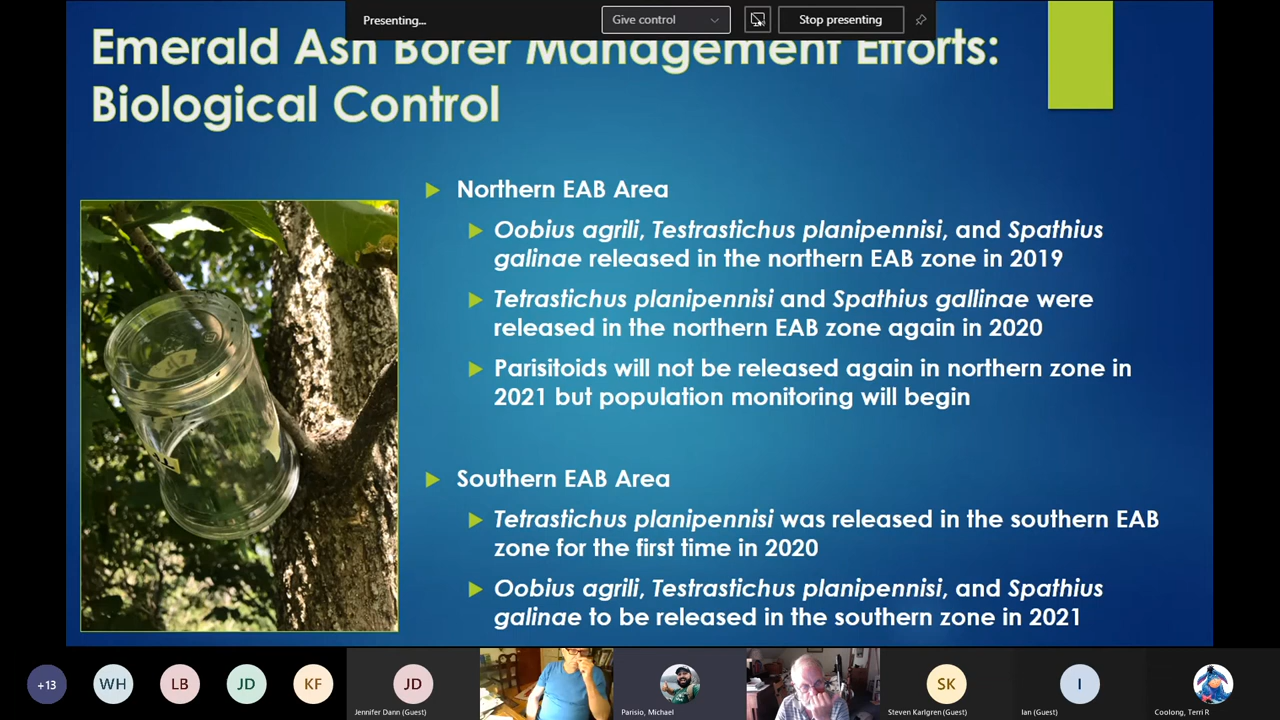 Presenting...
Give control
Stop presenting
Emerald Ash Borer Management Efforts:
Biological Control
Northern EAB Area
Oobius agrili, Testrastichus planipennisi, and Spathius
galinae released in the northern EAB zone in 2019
Tetrastichus planipennisi and Spathius gallinae were
released in the northern EAB zone again in 2020
Parisitoids will not be released again in northern zone in
2021 but population monitoring will begin
Southern EAB Area
Tetrastichus planipennisi was released in the southern EAB
zone for the first time in 2020
Oobius agrili, Testrastichus planipennisi, and Spathius
galinae to be released in the southern zone in 2021
+13
WH
LB
JD
KF
JD
Jennifer Dann (Guest)
Parisio, Michael
SK
Steven Karlgren (Guest)
I
Ian (Guest)
Coolong, Terri R